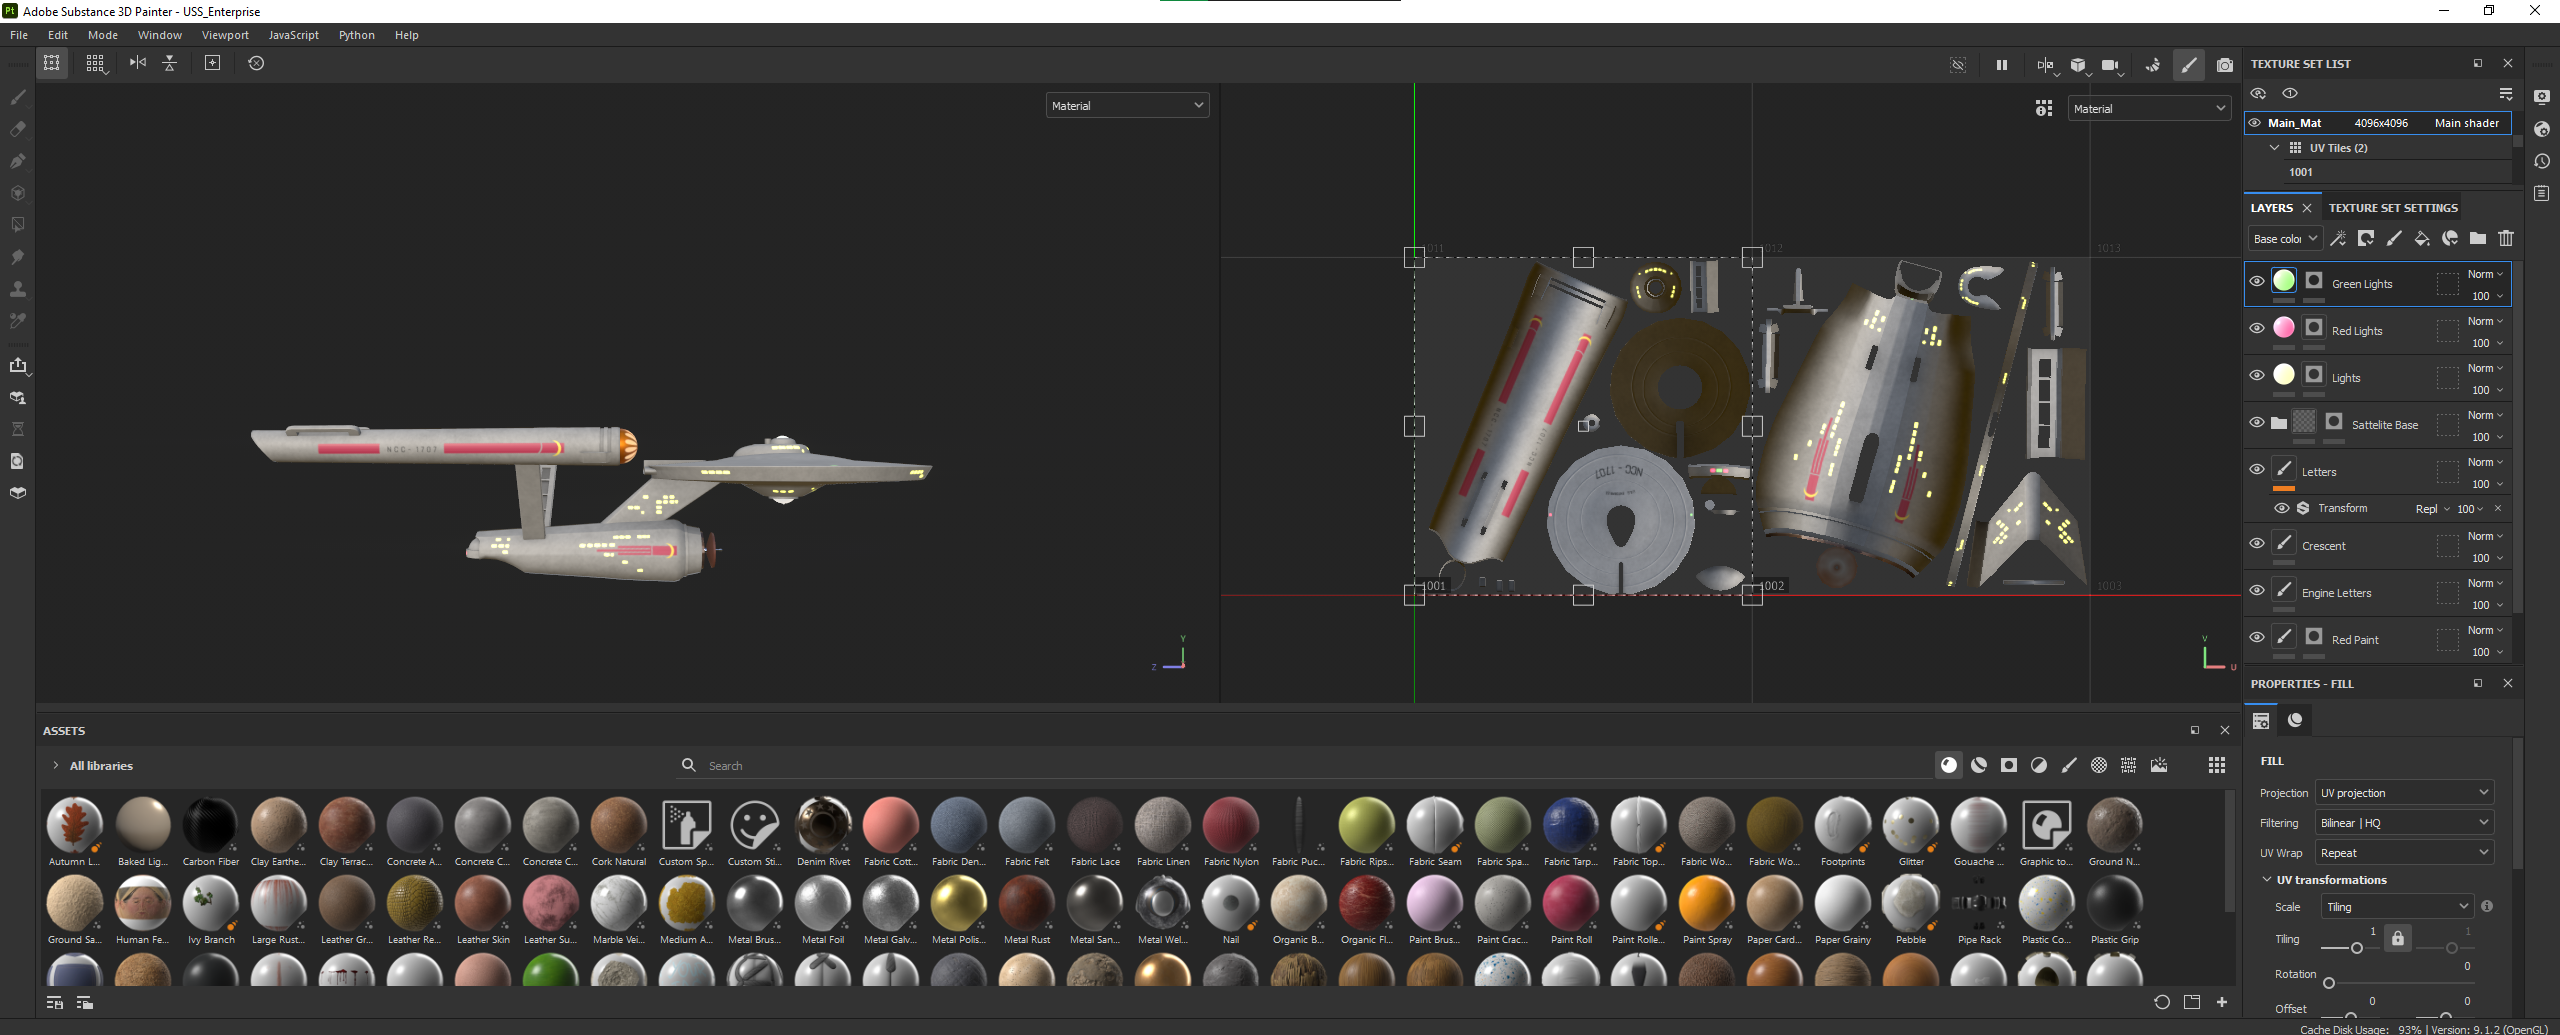 Pt Adobe Substance 3D Painter - USS_Enterprise
File Edit Mode Window Viewport JavaScript Python Help
Material
Material
1011 1012 1013
1001 1002 1003
NCC-1707
NCC - 1707
NCC-1707
Y
Z
V
U
TEXTURE SET LIST
Main_Mat 4096x4096 Main shader
UV Tiles (2)
1001
LAYERS TEXTURE SET SETTINGS
Base color
Norm
Green Lights
100
Norm
Red Lights
100
Norm
Lights
100
Norm
Sattelite Base
100
Norm
Letters
100
Transform Repl 100
Norm
Crescent
100
Norm
Engine Letters
100
Norm
Red Paint
100
PROPERTIES - FILL
FILL
Projection UV projection
Filtering Bilinear | HQ
UV Wrap Repeat
UV transformations
Scale Tiling
Tiling 1 1
Rotation 0
Offset 0 0
ASSETS
All libraries
Search
Autumn L... Baked Lig... Carbon Fiber Clay Earthe... Clay Terrac... Concrete A... Concrete C... Concrete C... Cork Natural Custom Sp... Custom Sti... Denim Rivet Fabric Cott... Fabric Den... Fabric Felt Fabric Lace Fabric Linen Fabric Nylon Fabric Puc... Fabric Rips... Fabric Seam Fabric Spa... Fabric Tarp... Fabric Top... Fabric Wo... Fabric Wo... Footprints Glitter Gouache ... Graphic to... Ground N...
Ground Sa... Human Fe... Ivy Branch Large Rust... Leather Gr... Leather Re... Leather Skin Leather Su... Marble Vei... Medium A... Metal Brus... Metal Foil Metal Galv... Metal Polis... Metal Rust Metal San... Metal Wel... Nail Organic B... Organic Fl... Paint Brus... Paint Crac... Paint Roll Paint Rolle... Paint Spray Paper Card... Paper Grainy Pebble Pipe Rack Plastic Co... Plastic Grip
Cache Disk Usage: 93% | Version: 9.1.2 (OpenGL)